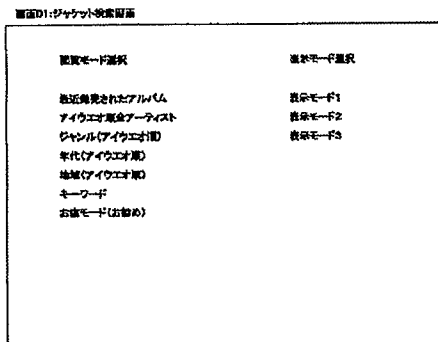 画面D1:ジャケット検索画面
検索モード選択 表示モード選択
最近発売されたアルバム 表示モード1
アイウエオ順全アーティスト 表示モード2
ジャンル(アイウエオ順) 表示モード3
年代(アイウエオ順)
地域(アイウエオ順)
キーワード
お店モード(お勧め)